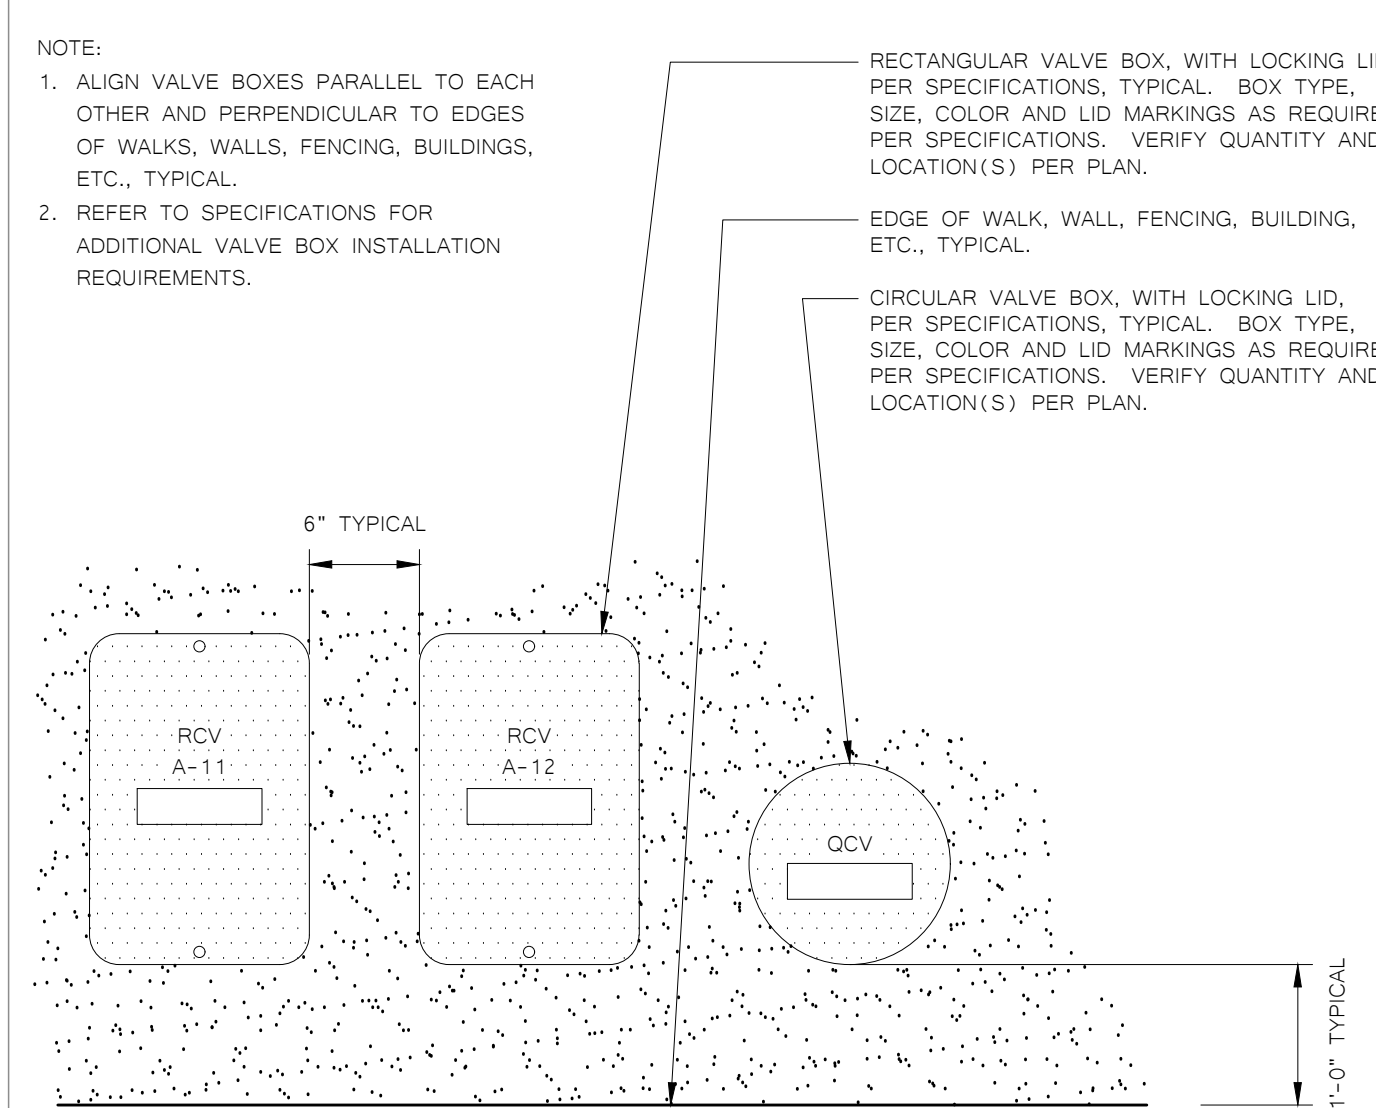 NOTE:
1. ALIGN VALVE BOXES PARALLEL TO EACH
OTHER AND PERPENDICULAR TO EDGES
OF WALKS, WALLS, FENCING, BUILDINGS,
ETC., TYPICAL.
2. REFER TO SPECIFICATIONS FOR
ADDITIONAL VALVE BOX INSTALLATION
REQUIREMENTS.
RECTANGULAR VALVE BOX, WITH LOCKING
PER SPECIFICATIONS, TYPICAL. BOX TYPE,
SIZE, COLOR AND LID MARKINGS AS
PER SPECIFICATIONS. VERIFY QUANTITY AND
LOCATION(S) PER PLAN.
EDGE OF WALK, WALL, FENCING, BUILDING,
ETC., TYPICAL.
CIRCULAR VALVE BOX, WITH LOCKING LID,
PER SPECIFICATIONS, TYPICAL. BOX TYPE,
SIZE, COLOR AND LID MARKINGS AS
PER SPECIFICATIONS. VERIFY QUANTITY AND
LOCATION(S) PER PLAN.
6" TYPICAL
RCV
A-11
RCV
A-12
QCV
1'-0" TYPICAL